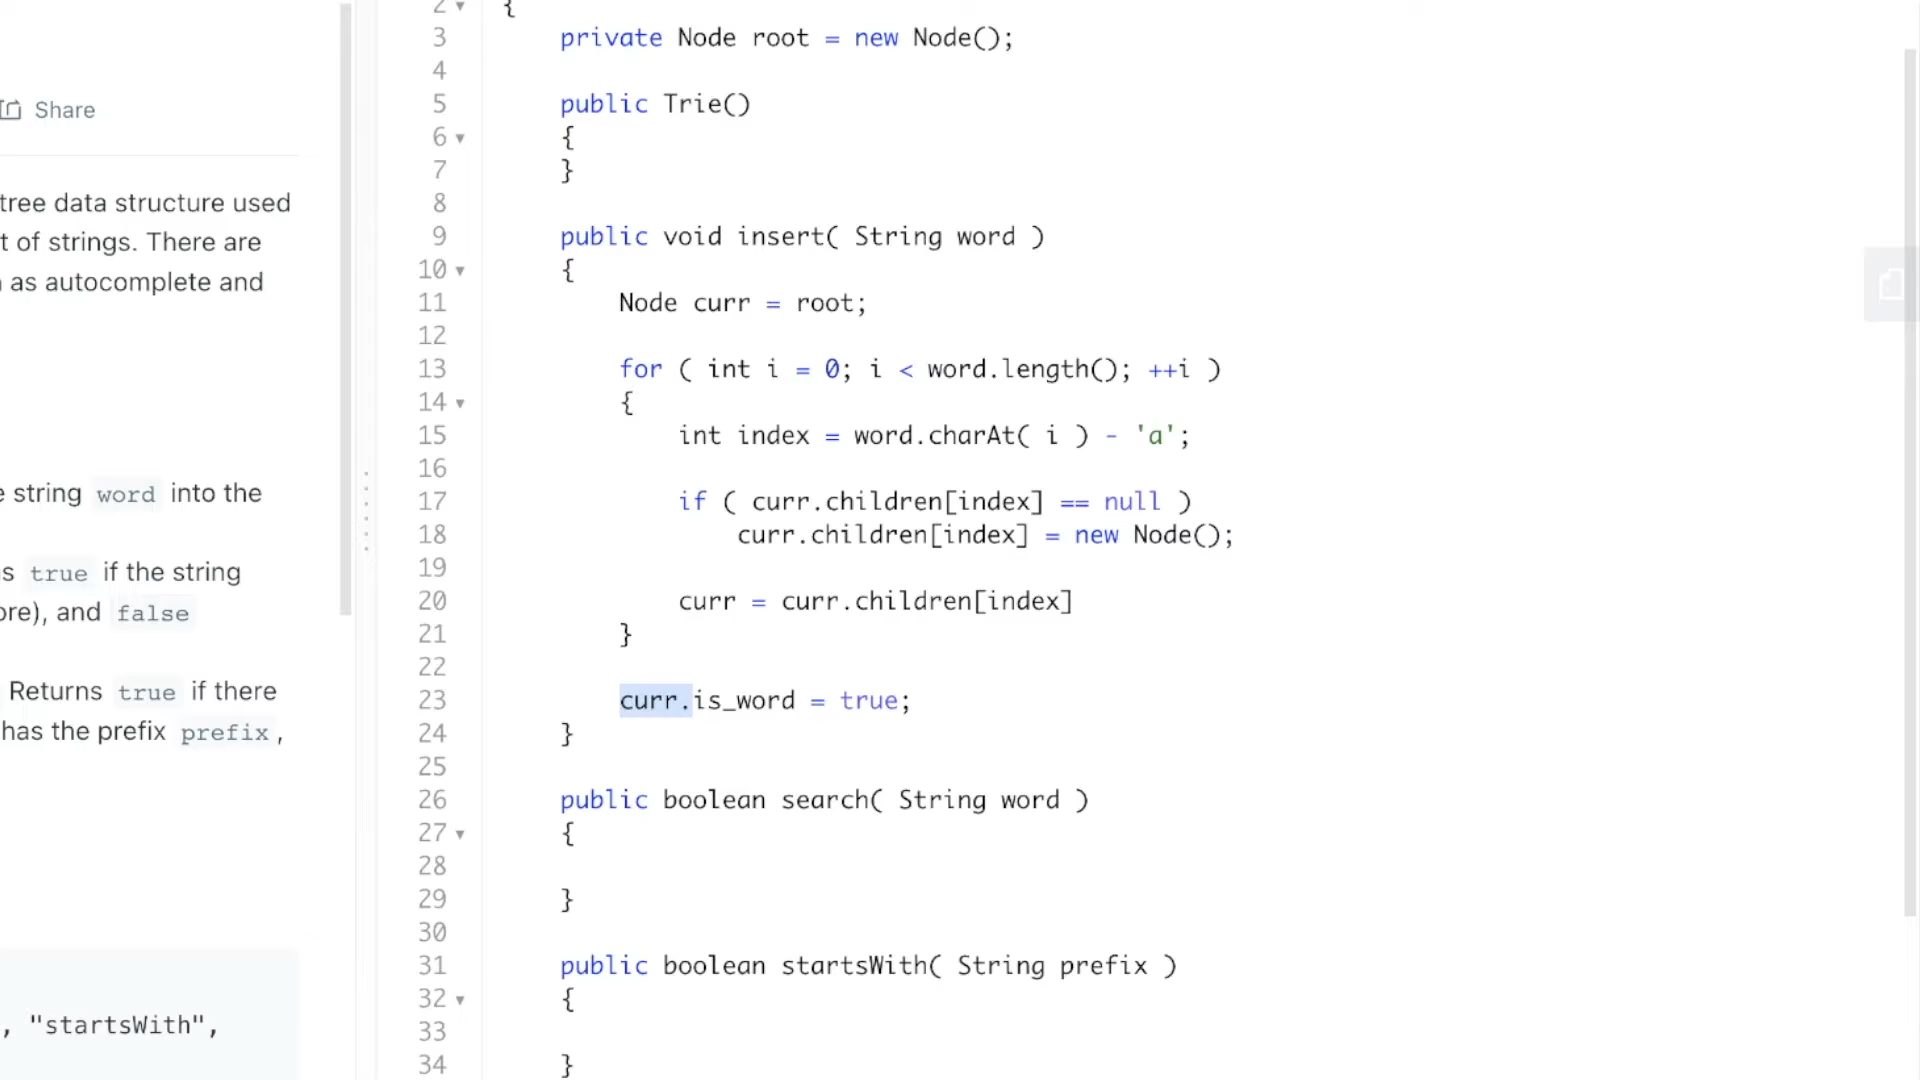 Share
tree data structure used
t of strings. There are
as autocomplete and
e string word into the
s true if the string
ore), and false
Returns true if there
has the prefix prefix,
, "startsWith",
2 {
3 private Node root = new Node();
4
5 public Trie()
6 {
7 }
8
9 public void insert( String word )
10 {
11 Node curr = root;
12
13 for ( int i = 0; i < word.length(); ++i )
14 {
15 int index = word.charAt( i ) - 'a';
16
17 if ( curr.children[index] == null )
18 curr.children[index] = new Node();
19
20 curr = curr.children[index]
21 }
22
23 curr.is_word = true;
24 }
25
26 public boolean search( String word )
27 {
28
29 }
30
31 public boolean startsWith( String prefix )
32 {
33
34 }